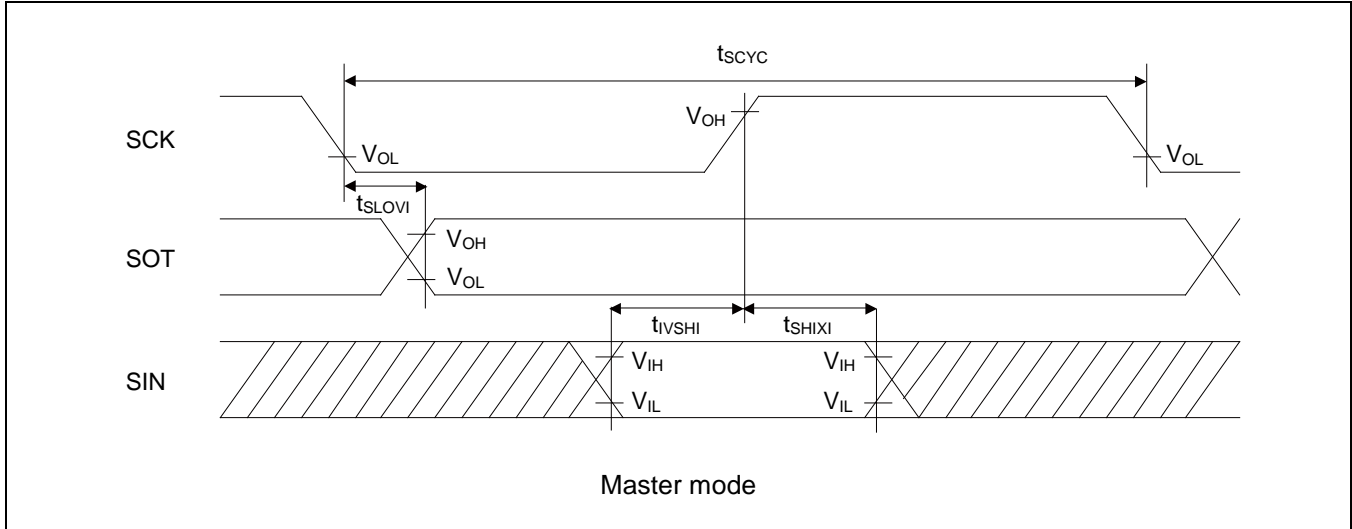 tSCYC
SCK
VOH
VOL
VOL
tSLOVI
SOT
VOH
VOL
tIVSHI
tSHIXI
SIN
VIH
VIH
VIL
VIL
Master mode